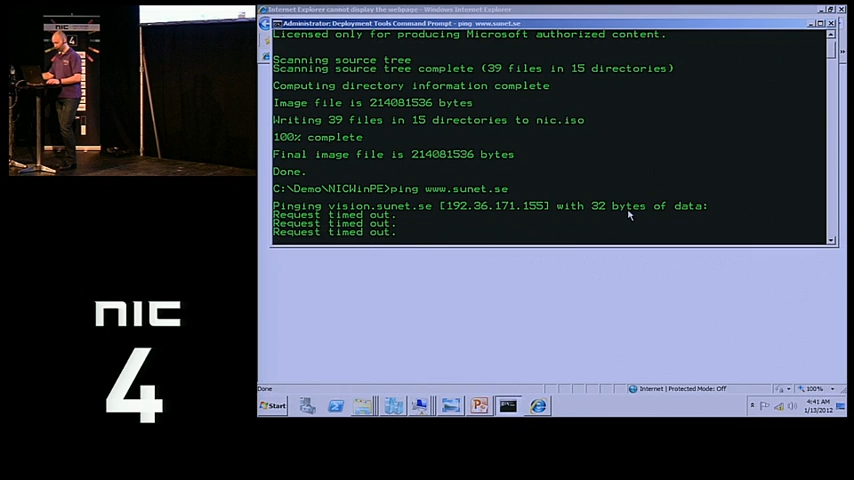 Internet Explorer cannot display the webpage - Windows Internet Explorer
Administrator: Deployment Tools Command Prompt - ping www.sunet.se
Licensed only for producing Microsoft authorized content.
Scanning source tree
Scanning source tree complete (39 files in 15 directories)
Computing directory information complete
Image file is 214081536 bytes
Writing 39 files in 15 directories to nic.iso
100% complete
Final image file is 214081536 bytes
Done.
C:\Demo\NICWinPE>ping www.sunet.se
Pinging vision.sunet.se [192.36.171.155] with 32 bytes of data:
Request timed out.
Request timed out.
Request timed out.
Done
Internet | Protected Mode: Off
100%
Start
4:41 AM
1/13/2012
nic
4
nic
4